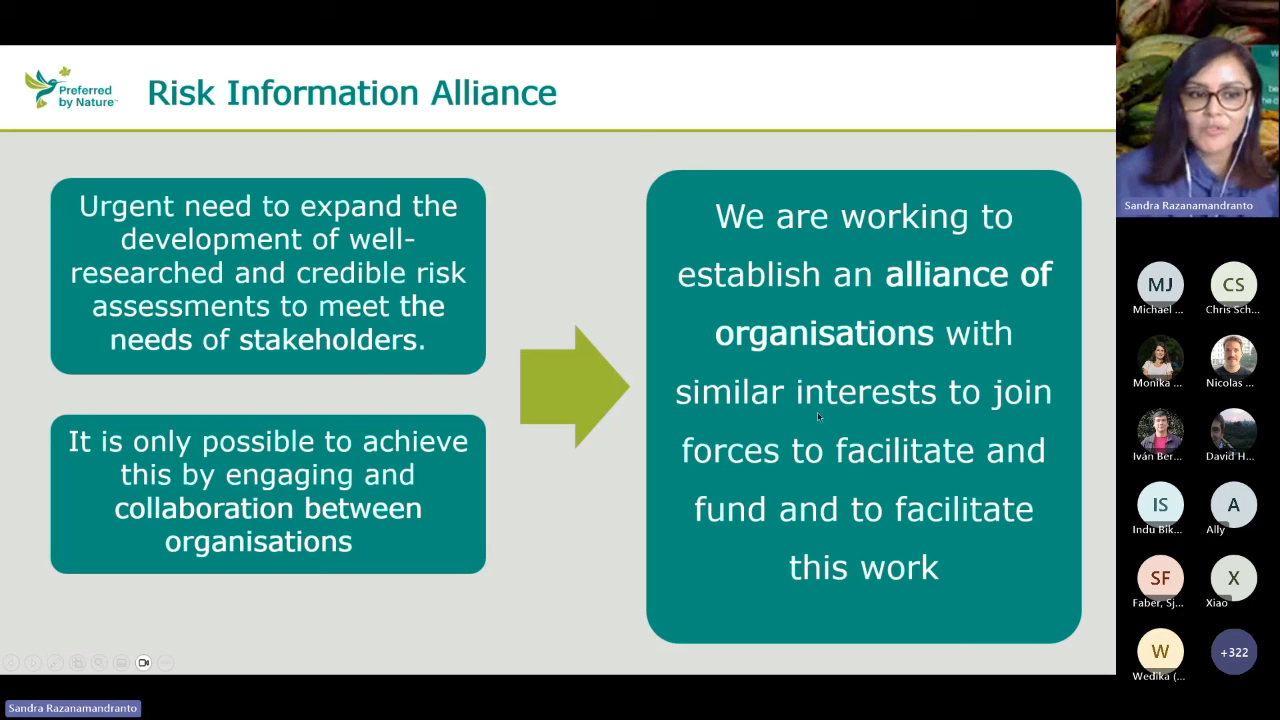 Preferred
by Nature™
Risk Information Alliance
Urgent need to expand the
development of well-
researched and credible risk
assessments to meet the
needs of stakeholders.
It is only possible to achieve
this by engaging and
collaboration between
organisations
We are working to
establish an alliance of
organisations with
similar interests to join
forces to facilitate and
fund and to facilitate
this work
Sandra Razanamandranto
MJ
Michael ...
CS
Chris Sch...
Monika ...
Nicolas ...
Iván Ber...
David H...
IS
Indu Bik...
A
Ally
SF
Faber, Sj...
X
Xiao
W
Wedika (...
+322
Sandra Razanamandranto